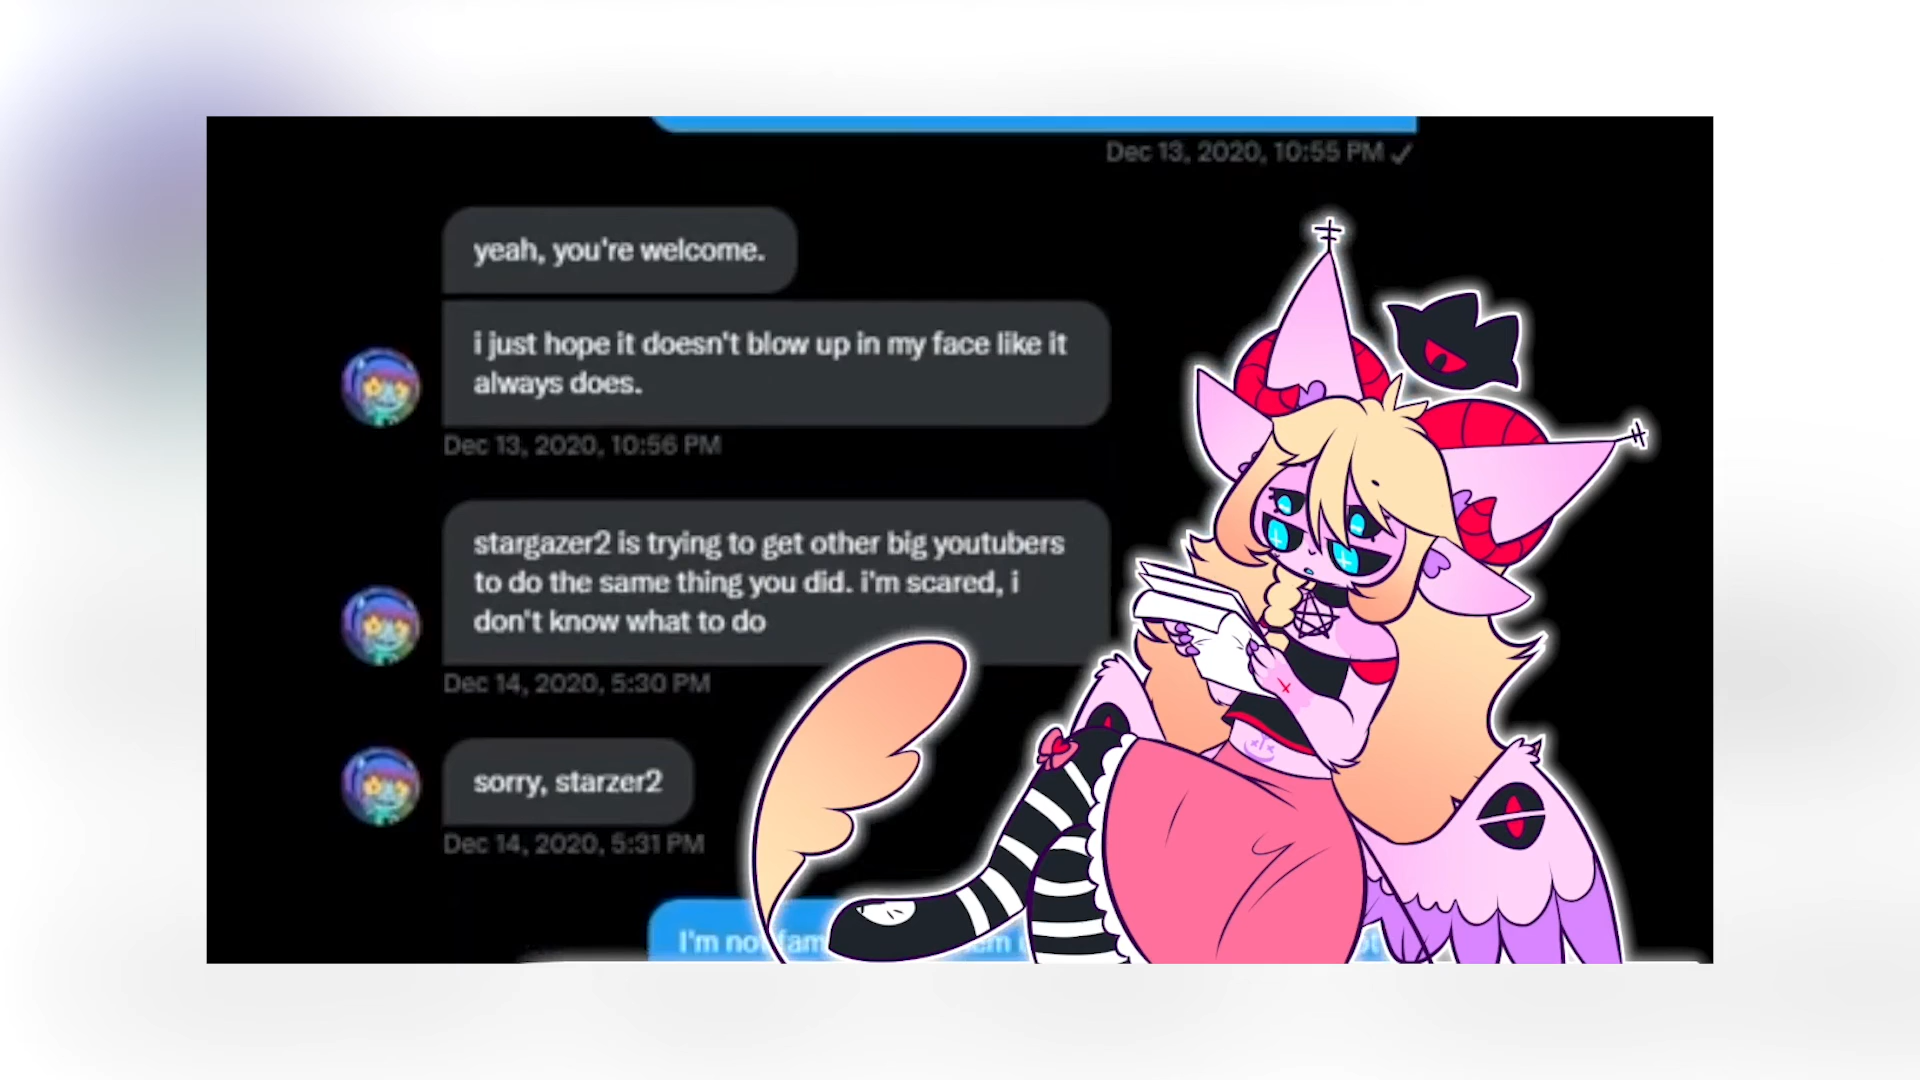 Dec 13, 2020, 10:55 PM ✓
yeah, you're welcome.
i just hope it doesn't blow up in my face like it
always does.
Dec 13, 2020, 10:56 PM
stargazer2 is trying to get other big youtubers
to do the same thing you did. i'm scared, i
don't know what to do
Dec 14, 2020, 5:30 PM
sorry, starzer2
Dec 14, 2020, 5:31 PM
I'm